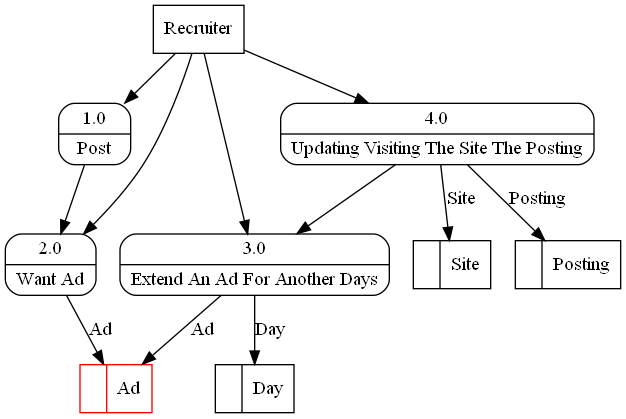 Recruiter
1.0
Post
4.0
Updating Visiting The Site The Posting
Site
Posting
2.0
Want Ad
3.0
Extend An Ad For Another Days
Site
Posting
Ad
Ad
Day
Ad
Day